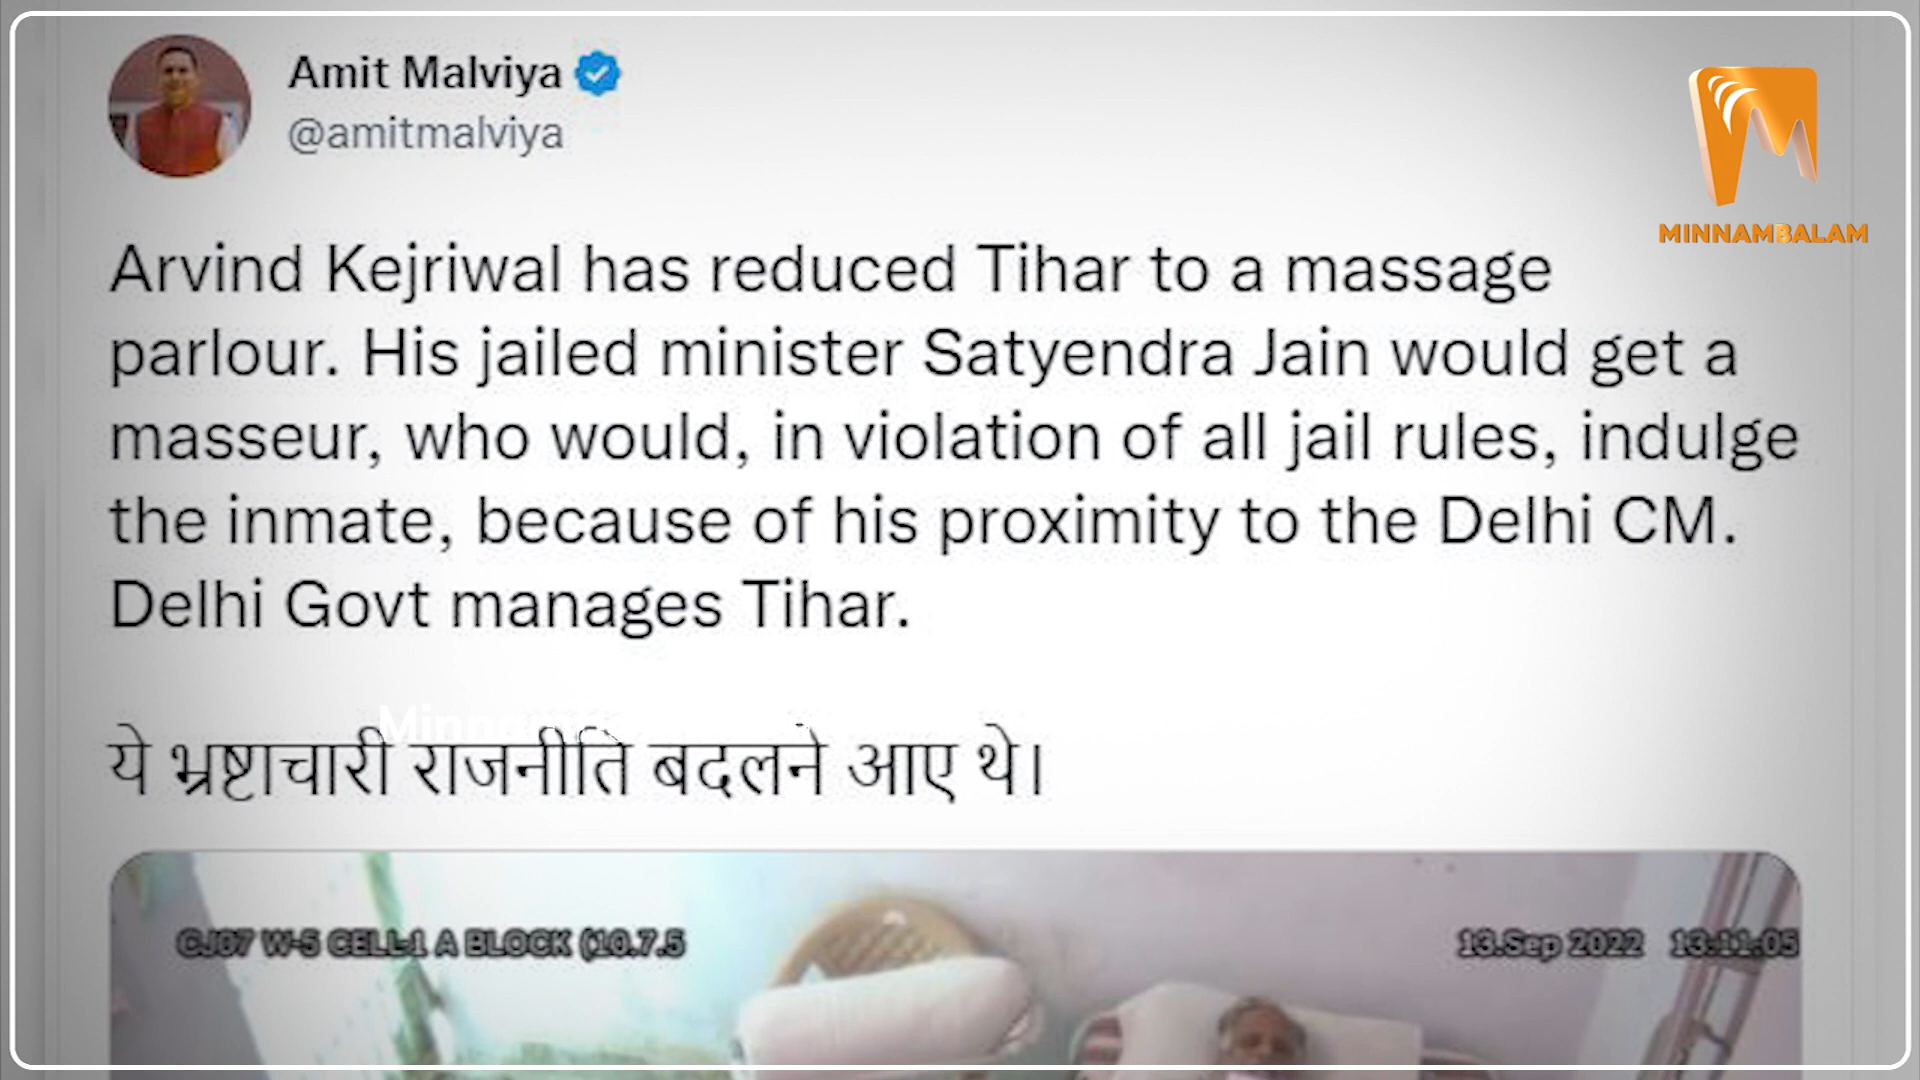 Amit Malviya
@amitmalviya
MINNAMBALAM
Arvind Kejriwal has reduced Tihar to a massage
parlour. His jailed minister Satyendra Jain would get a
masseur, who would, in violation of all jail rules, indulge
the inmate, because of his proximity to the Delhi CM.
Delhi Govt manages Tihar.
ये भ्रष्टाचारी राजनीति बदलने आए थे।
CJ07 W-5 CELL-1 A BLOCK (10.7.5
13.Sep 2022 13:11:05